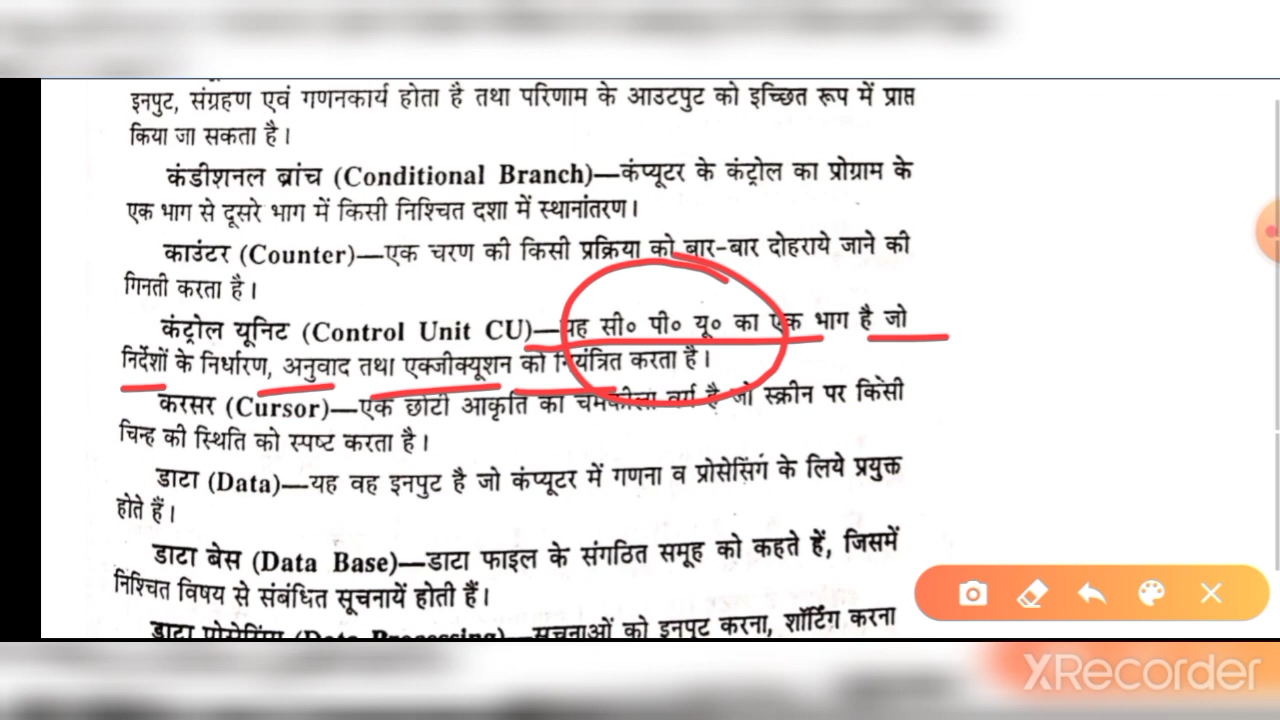 इनपुट, संग्रहण एवं गणनकार्य होता है तथा परिणाम के आउटपुट को इच्छित रूप में प्राप्त
किया जा सकता है।
कंडीशनल ब्रांच (Conditional Branch)—कंप्यूटर के कंट्रोल का प्रोग्राम के
एक भाग से दूसरे भाग में किसी निश्चित दशा में स्थानांतरण।
काउंटर (Counter)—एक चरण की किसी प्रक्रिया को बार-बार दोहराये जाने की
गिनती करता है।
कंट्रोल यूनिट (Control Unit CU)—यह सी० पी० यू० का एक भाग है जो
निर्देशों के निर्धारण, अनुवाद तथा एक्जीक्यूशन को नियंत्रित करता है।
करसर (Cursor)—एक छोटी आकृति का चमकीला वर्ग है जो स्क्रीन पर किसी
चिन्ह की स्थिति को स्पष्ट करता है।
डाटा (Data)—यह वह इनपुट है जो कंप्यूटर में गणना व प्रोसेसिंग के लिये प्रयुक्त
होते हैं।
डाटा बेस (Data Base)—डाटा फाइल के संगठित समूह को कहते हैं, जिसमें
निश्चित विषय से संबंधित सूचनायें होती हैं।
डाटा प्रोसेसिंग (Data Processing)—सूचनाओं को इनपुट करना, शॉर्टिंग करना
XRecorder